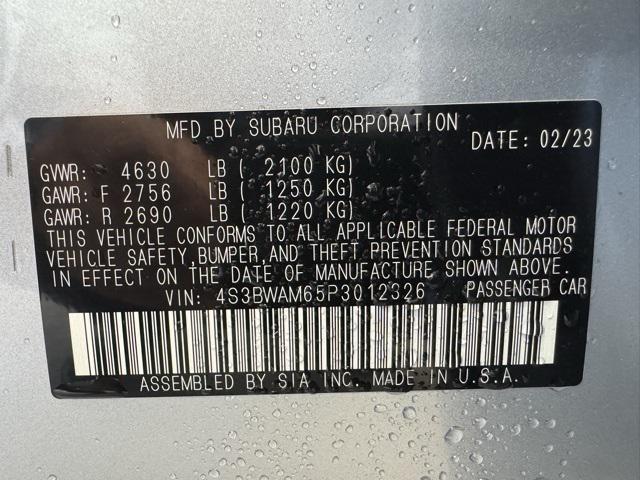 MFD BY SUBARU CORPORATION DATE: 02/23
GVWR: 4630 LB ( 2100 KG)
GAWR: F 2756 LB ( 1250 KG)
GAWR: R 2690 LB ( 1220 KG)
THIS VEHICLE CONFORMS TO ALL APPLICABLE FEDERAL MOTOR
VEHICLE SAFETY,BUMPER,AND THEFT PREVENTION STANDARDS
IN EFFECT ON THE DATE OF MANUFACTURE SHOWN ABOVE.
VIN: 4S3BWAM65P3012326 PASSENGER CAR
ASSEMBLED BY SIA INC. MADE IN U.S.A.